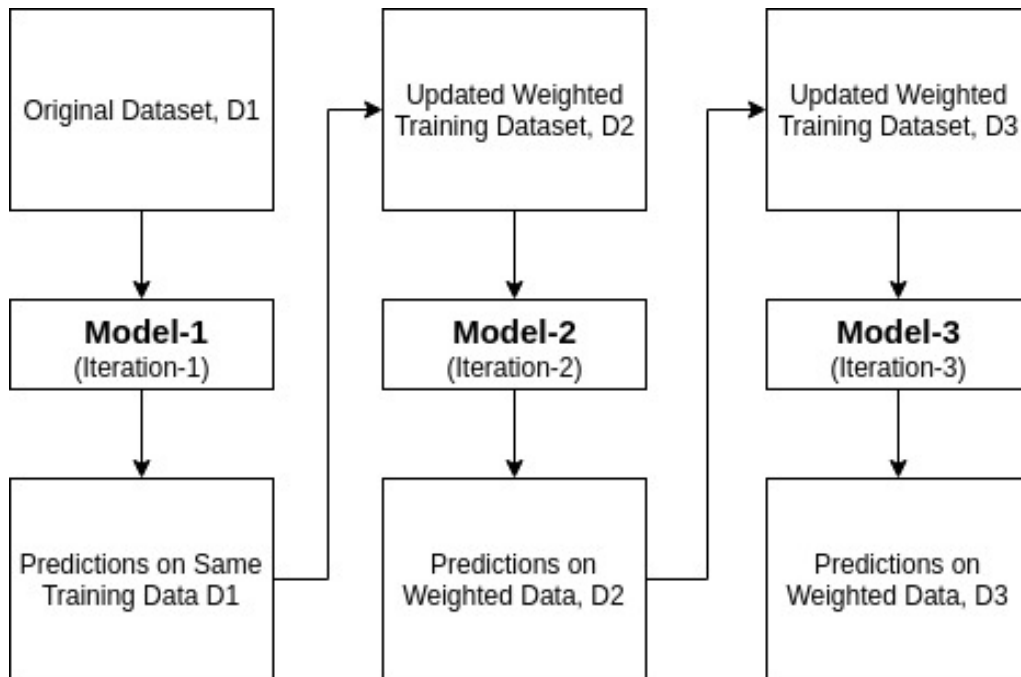 Original Dataset, D1
Updated Weighted
Training Dataset, D2
Updated Weighted
Training Dataset, D3
Model-1
(Iteration-1)
Model-2
(Iteration-2)
Model-3
(Iteration-3)
Predictions on Same
Training Data D1
Predictions on
Weighted Data, D2
Predictions on
Weighted Data, D3